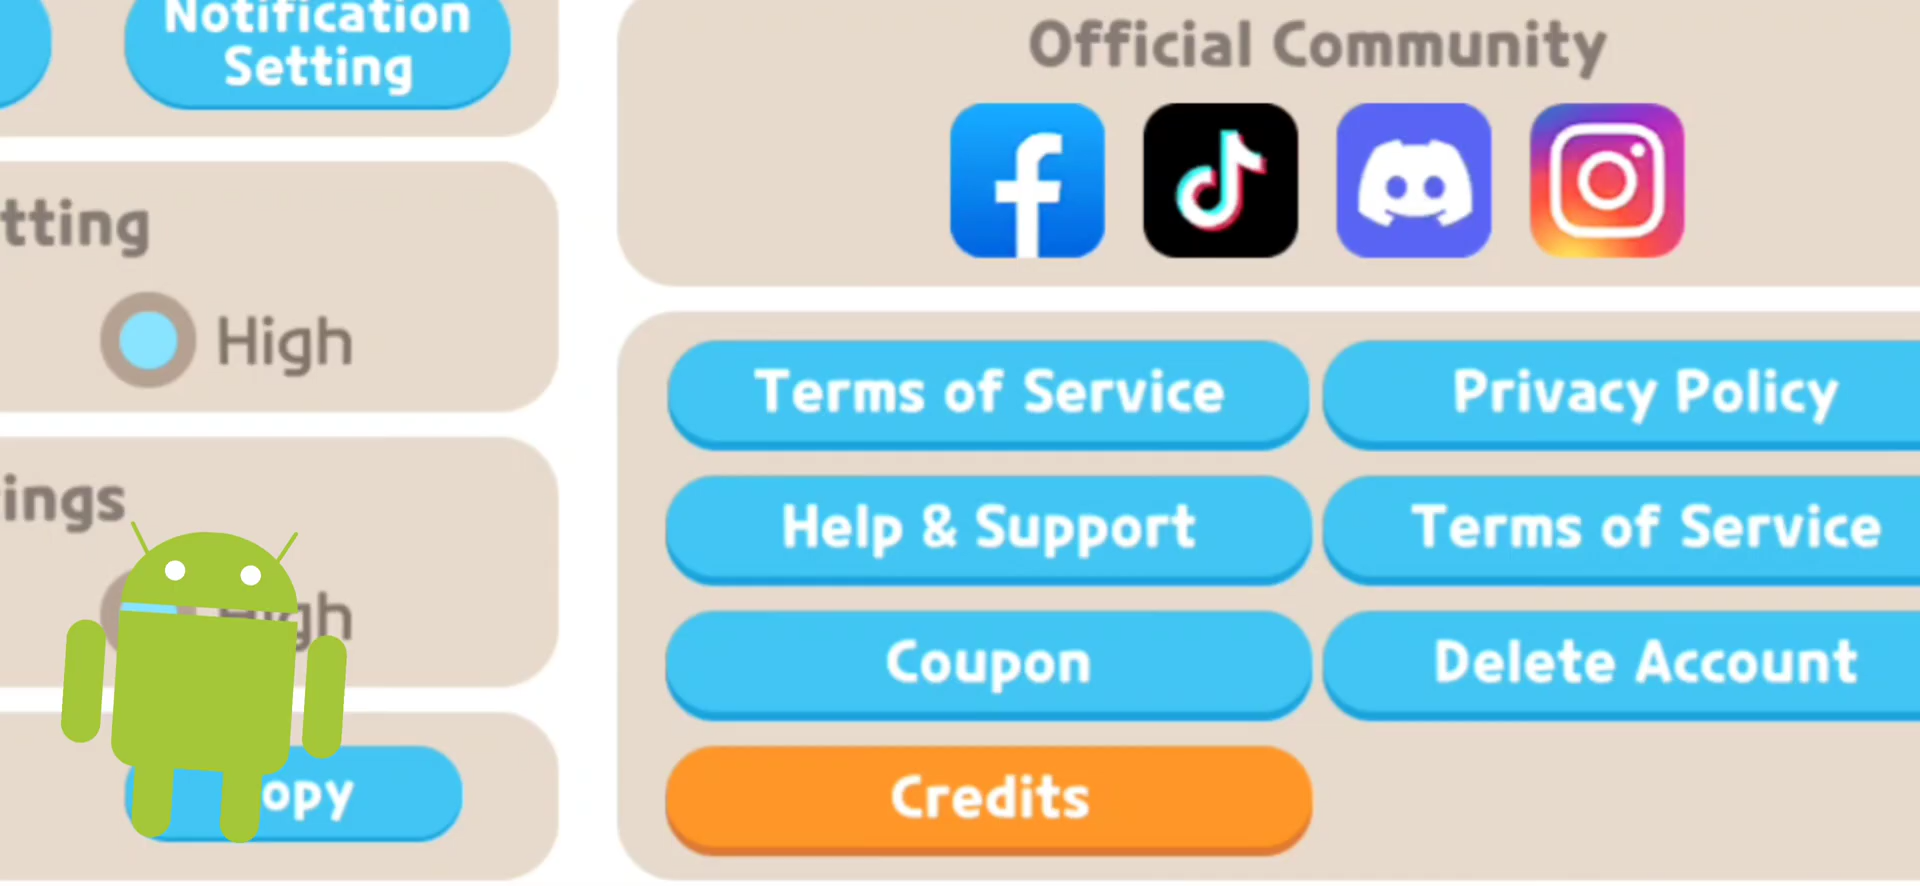 Notification
Setting
tting
High
ings
High
opy
Official Community
Terms of Service
Privacy Policy
Help & Support
Terms of Service
Coupon
Delete Account
Credits